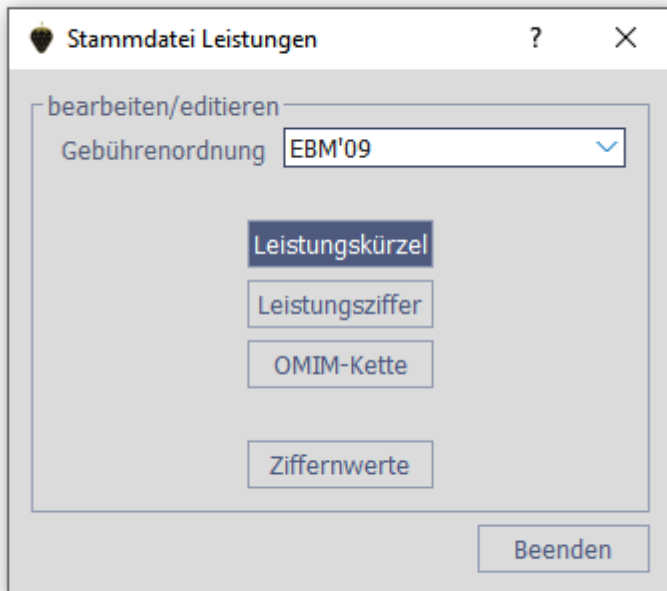 Stammdatei Leistungen ? X
bearbeiten/editieren
Gebührenordnung EBM'09
Leistungskürzel
Leistungsziffer
OMIM-Kette
Ziffernwerte
Beenden